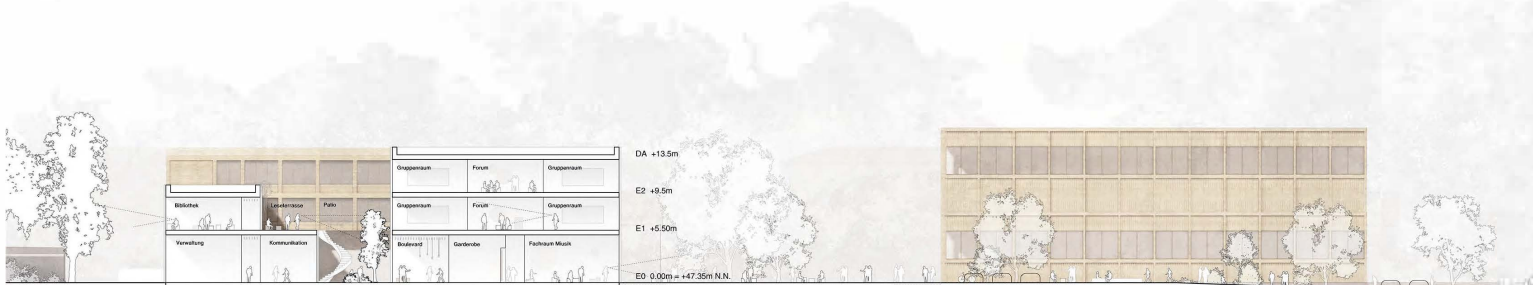 DA +13.5m
Gruppenraum Forum Gruppenraum
E2 +9.5m
Bibliothek Leseterrasse Patio Gruppenraum Forum Gruppenraum
E1 +5.50m
Verwaltung Kommunikation Boulevard Garderobe Fachraum Miusik
E0 0.00m = +47.35m N.N.